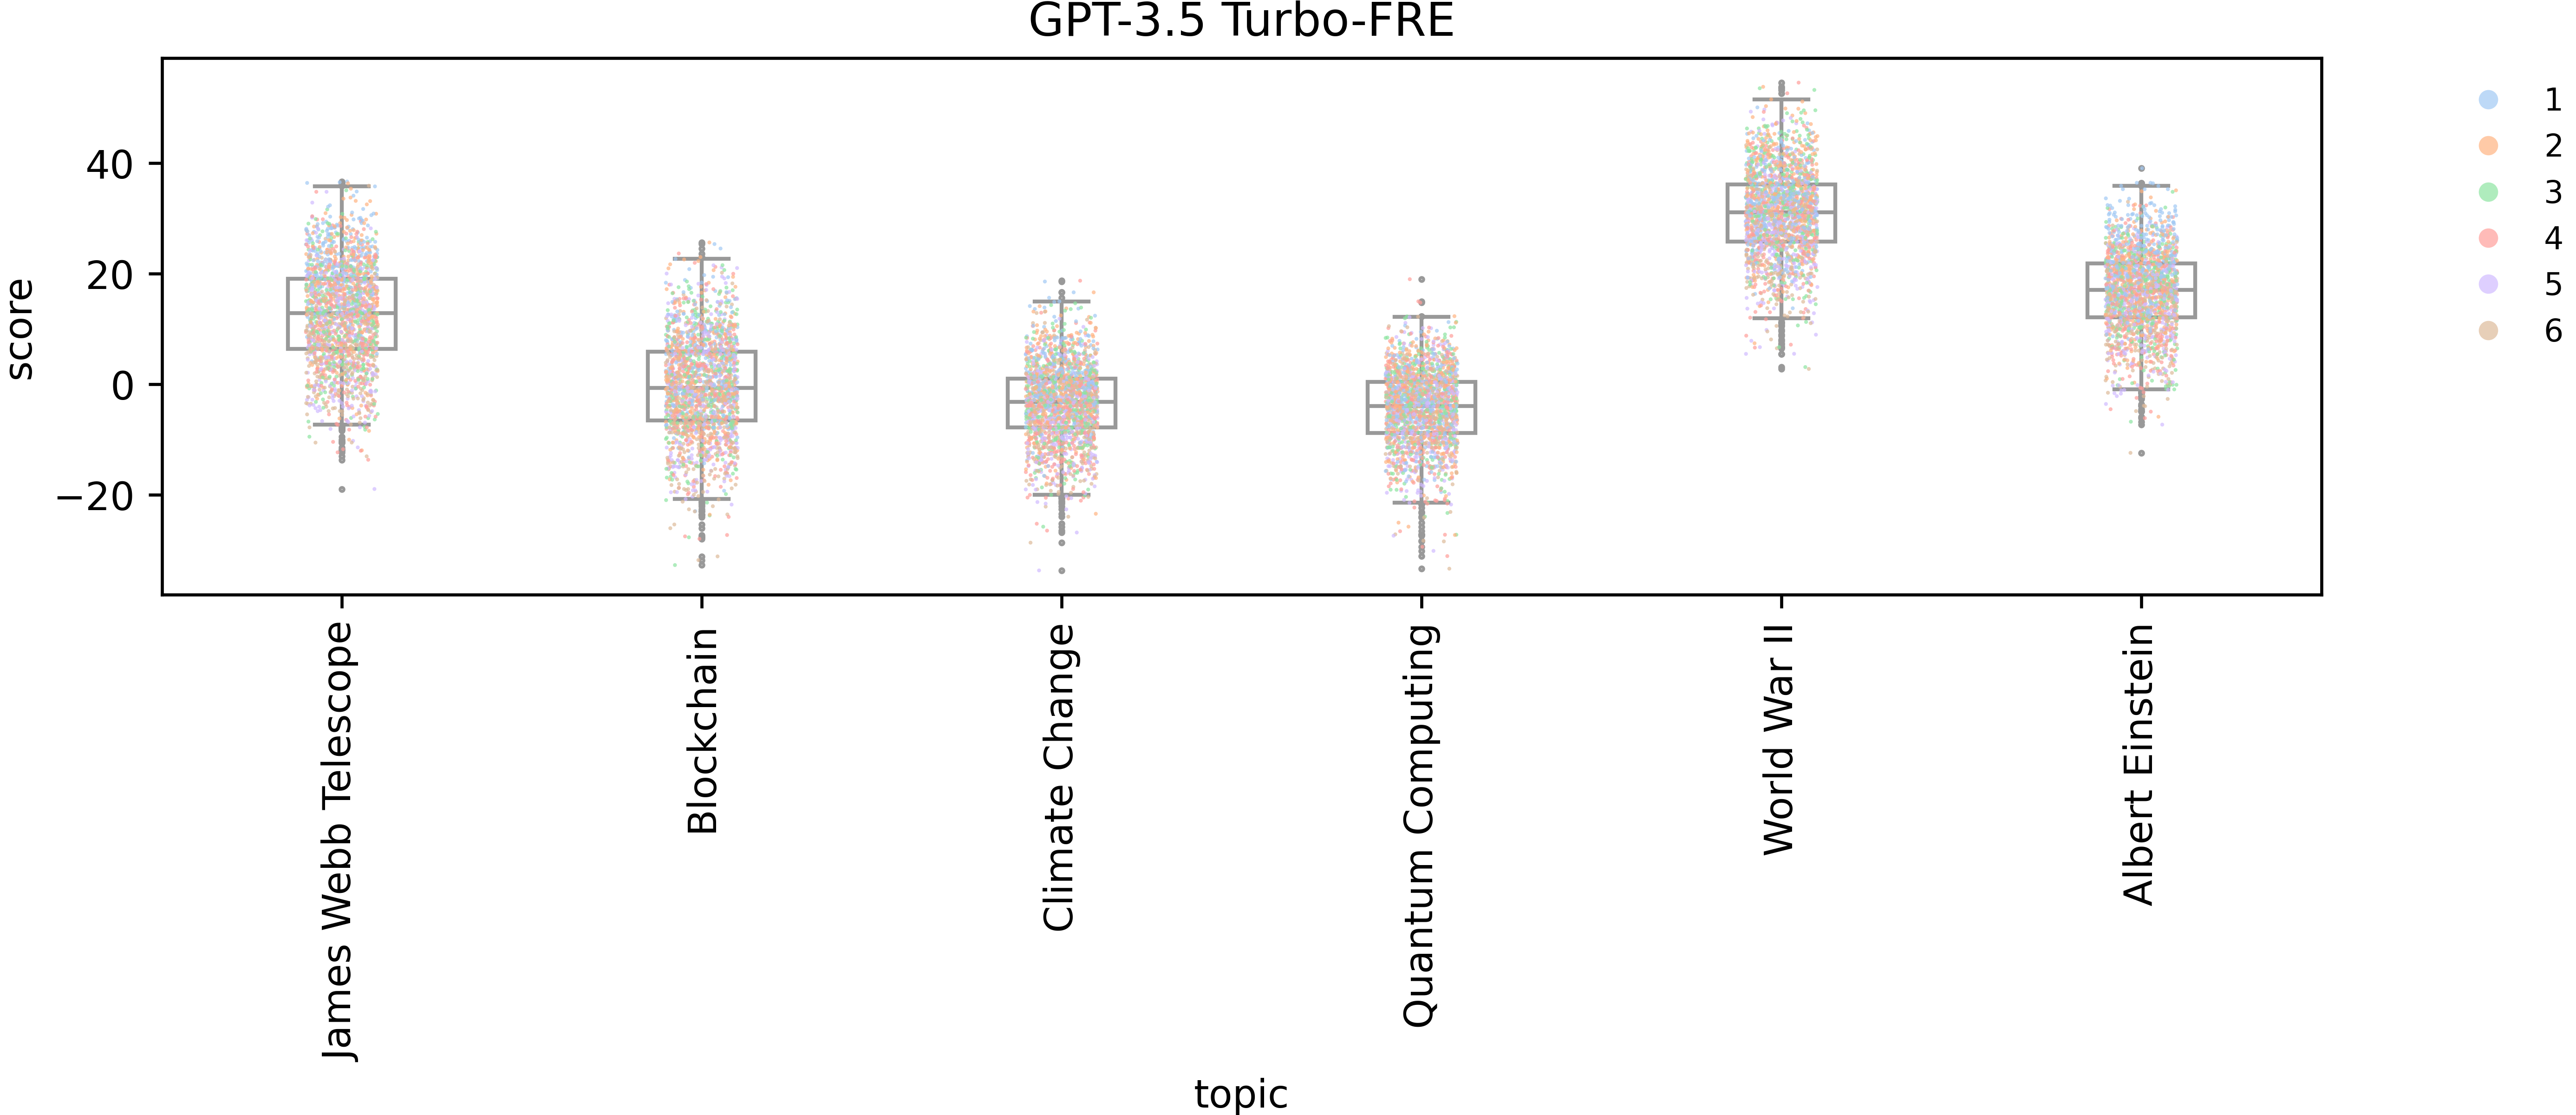 GPT-3.5 Turbo-FRE
score
40
20
0
−20
1
2
3
4
5
6
James Webb Telescope
Blockchain
Climate Change
Quantum Computing
World War II
Albert Einstein
topic